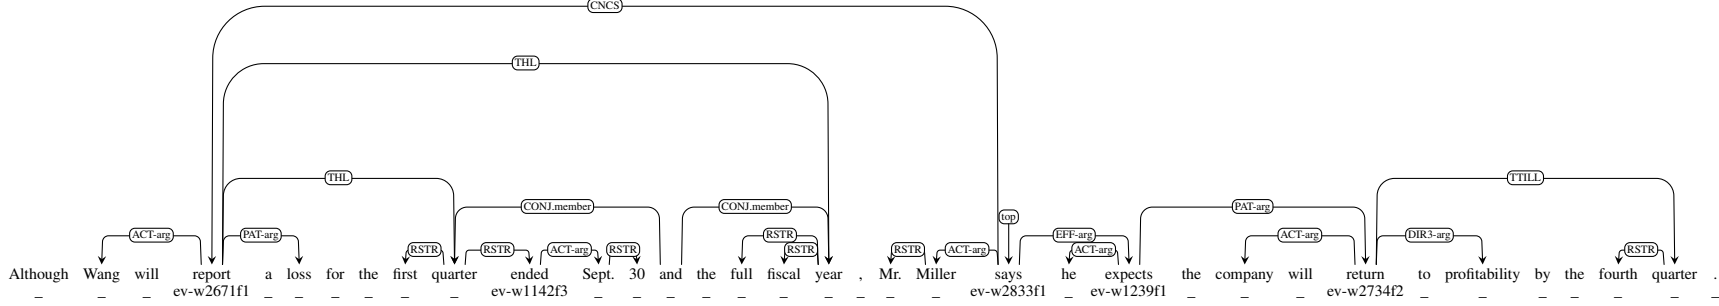 CNCS
THL
THL TTILL
CONJ.member CONJ.member PAT-arg
top
ACT-arg PAT-arg RSTR EFF-arg ACT-arg DIR3-arg
RSTR RSTR ACT-arg RSTR RSTR RSTR ACT-arg ACT-arg RSTR
Although Wang will report a loss for the first quarter ended Sept. 30 and the full fiscal year , Mr. Miller says he expects the company will return to profitability by the fourth quarter .
_ _ _ ev-w2671f1 _ _ _ _ _ _ ev-w1142f3 _ _ _ _ _ _ _ _ _ _ ev-w2833f1 _ ev-w1239f1 _ _ _ ev-w2734f2 _ _ _ _ _ _ _